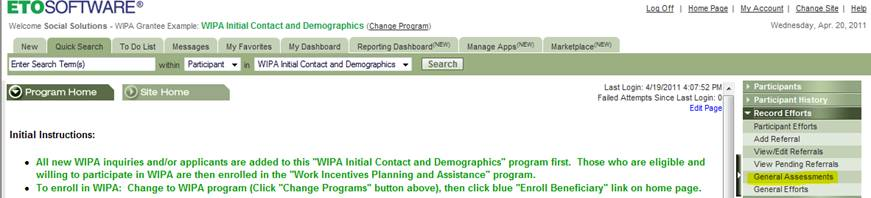 ETOSOFTWARE®
Log Off | Home Page | My Account | Change Site | Help
Welcome Social Solutions - WIPA Grantee Example: WIPA Initial Contact and Demographics (Change Program)
Wednesday, Apr. 20, 2011
New Quick Search To Do List Messages My Favorites My Dashboard Reporting Dashboard(NEW) Manage Apps(NEW) Marketplace(NEW)
Enter Search Term(s) within Participant in WIPA Initial Contact and Demographics Search
Program Home Site Home
Last Login: 4/19/2011 4:07:52 PM
Failed Attempts Since Last Login: 0
Edit Page
Initial Instructions:
• All new WIPA inquiries and/or applicants are added to this "WIPA Initial Contact and Demographics" program first. Those who are eligible and
willing to participate in WIPA are then enrolled in the "Work Incentives Planning and Assistance" program.
• To enroll in WIPA: Change to WIPA program (Click "Change Programs" button above), then click blue "Enroll Beneficiary" link on home page.
Participants
Participant History
Record Efforts
Participant Efforts
Add Referral
View/Edit Referrals
View Pending Referrals
General Assessments
General Efforts